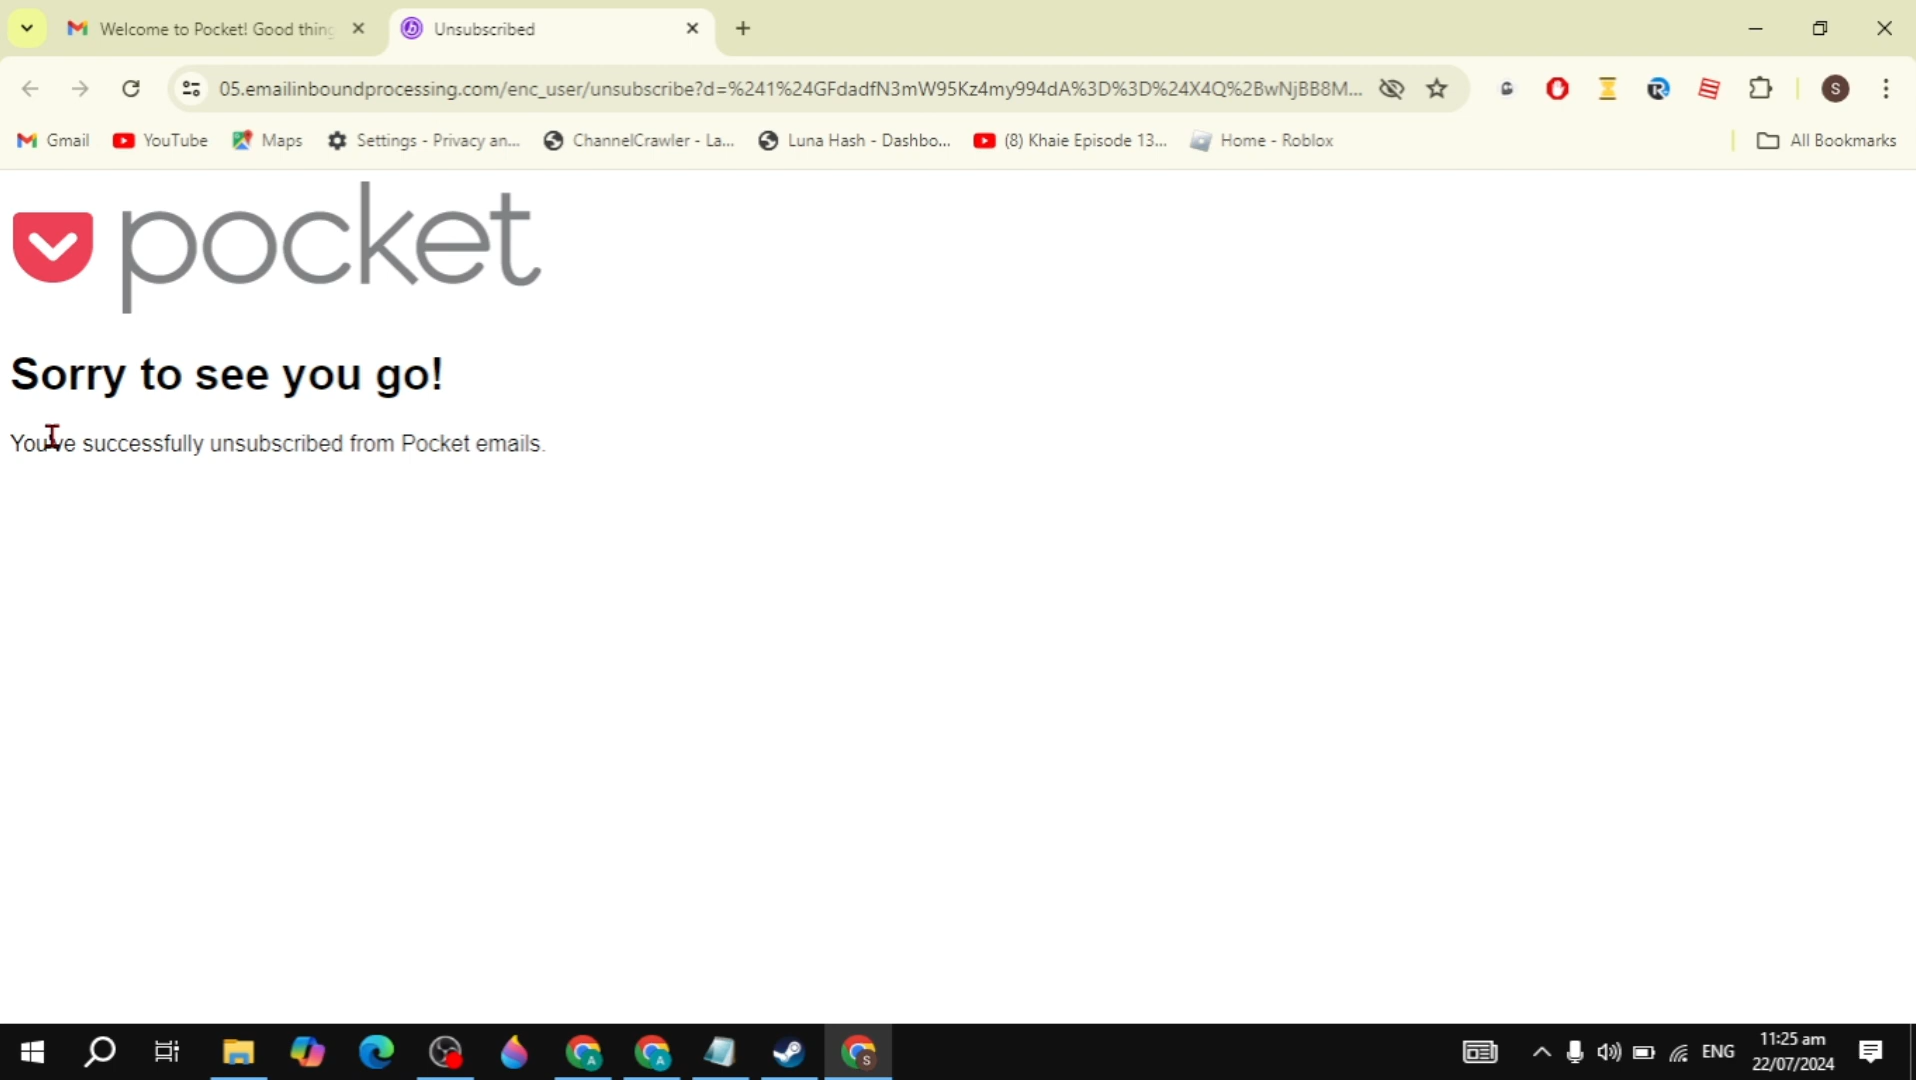 Welcome to Pocket! Good thing
Unsubscribed
05.emailinboundprocessing.com/enc_user/unsubscribe?d=%241%24GFdadfN3mW95Kz4my994dA%3D%3D%24X4Q%2BwNjBB8M...
S
Gmail
YouTube
Maps
Settings - Privacy an...
ChannelCrawler - La...
Luna Hash - Dashbo...
(8) Khaie Episode 13...
Home - Roblox
All Bookmarks
pocket
Sorry to see you go!
You've successfully unsubscribed from Pocket emails.
ENG
11:25 am
22/07/2024